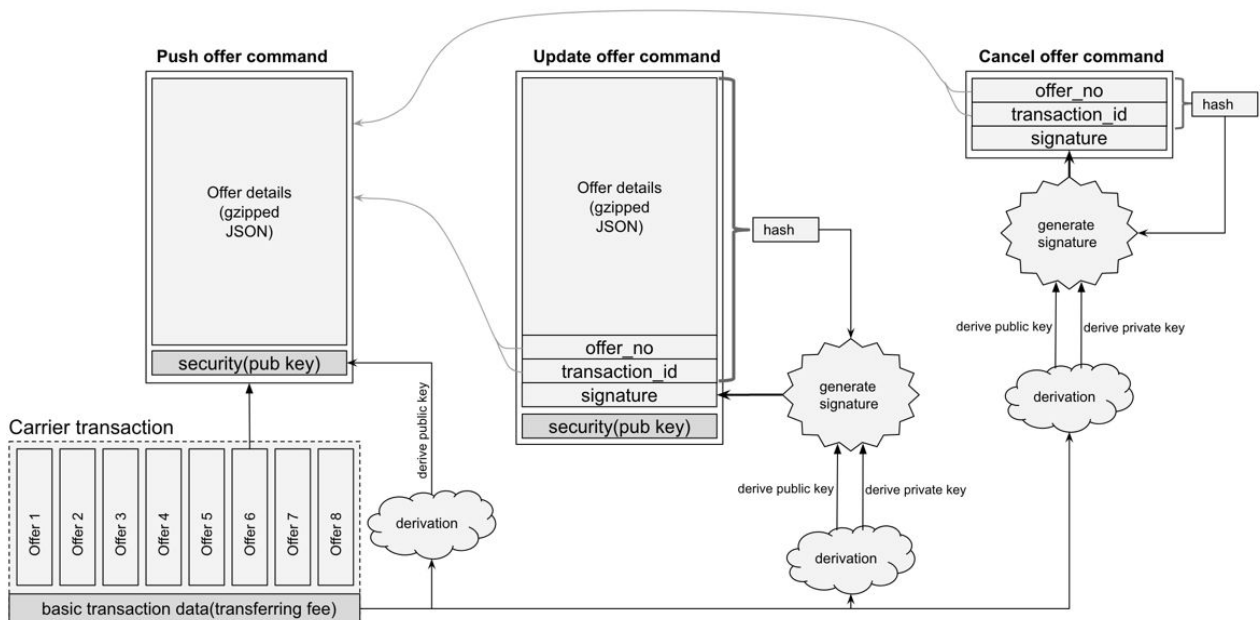 Push offer command
Offer details
(gzipped
JSON)
security(pub key)
Update offer command
Offer details
(gzipped
JSON)
offer_no
transaction_id
signature
security(pub key)
hash
generate
signature
derive public key
derive private key
derivation
Cancel offer command
offer_no
transaction_id
signature
hash
generate
signature
derive public key
derive private key
derivation
Carrier transaction
Offer 1
Offer 2
Offer 3
Offer 4
Offer 5
Offer 6
Offer 7
Offer 8
basic transaction data(transferring fee)
derive public key
derivation